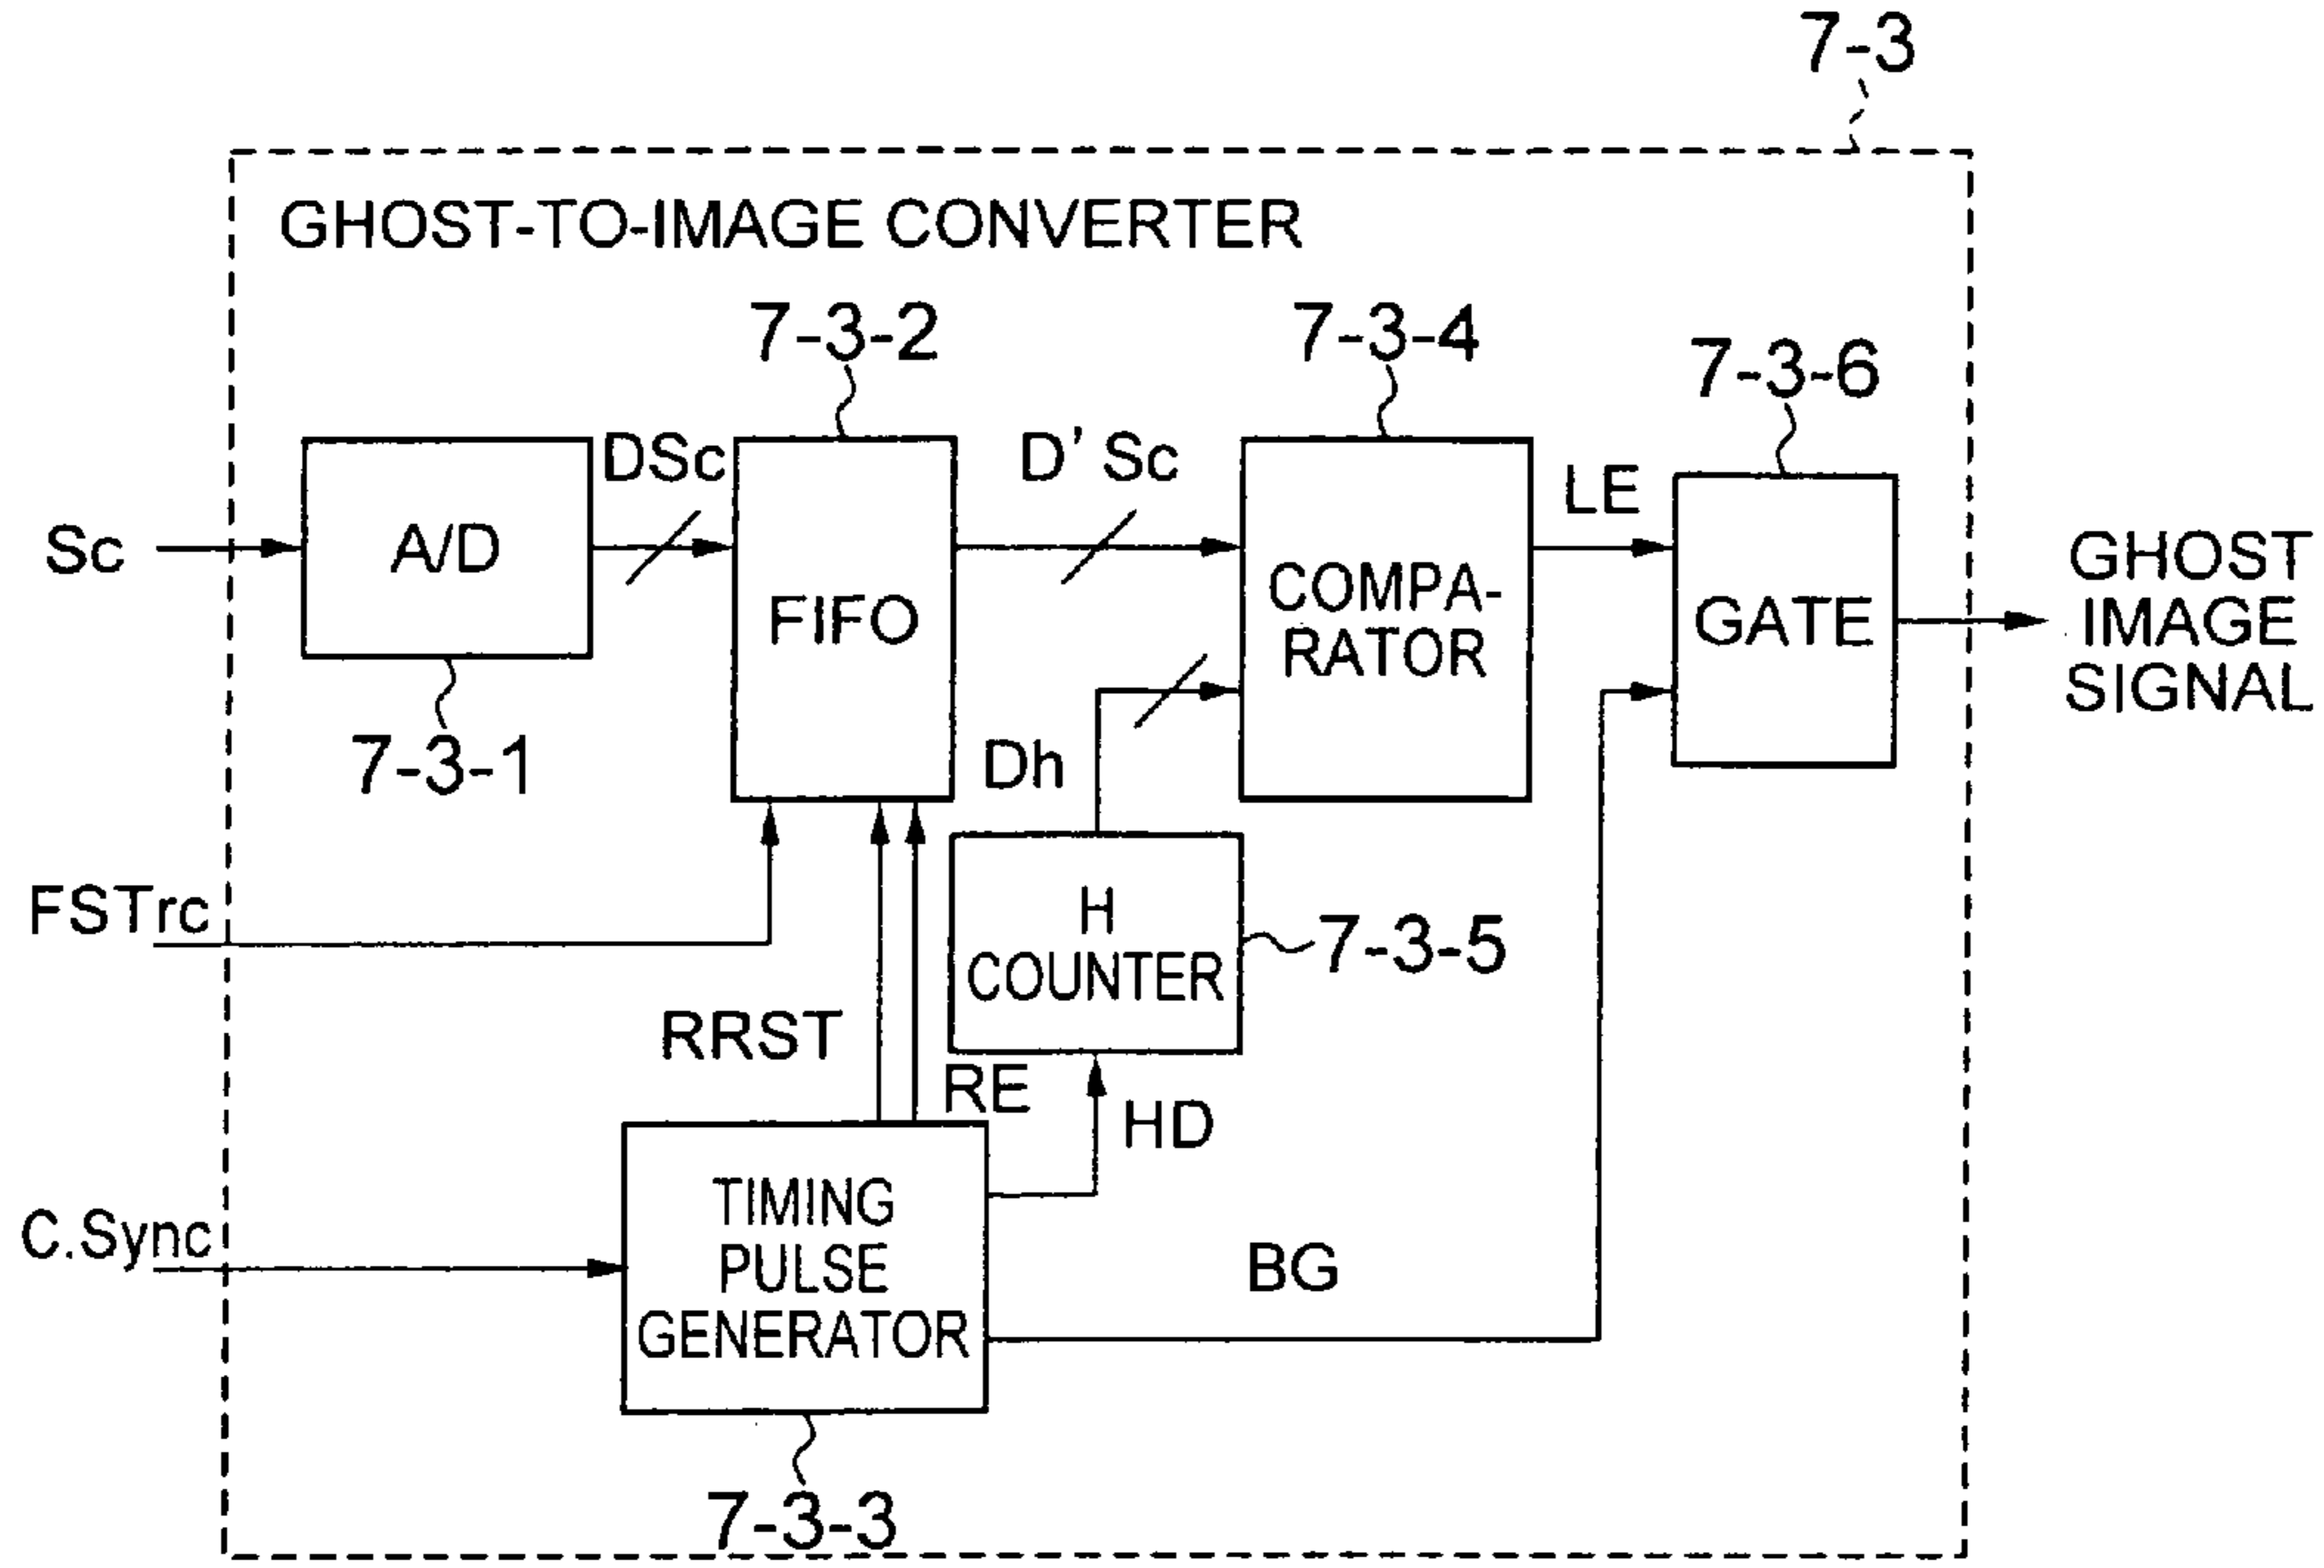 7-3
GHOST-TO-IMAGE CONVERTER
7-3-2
7-3-4
7-3-6
DSc
D' Sc
LE
Sc
A/D
FIFO
COMPA-
RATOR
GATE
GHOST
IMAGE
SIGNAL
7-3-1
Dh
FSTrc
H
COUNTER
7-3-5
RRST
RE
HD
C.Sync
TIMING
PULSE
GENERATOR
BG
7-3-3